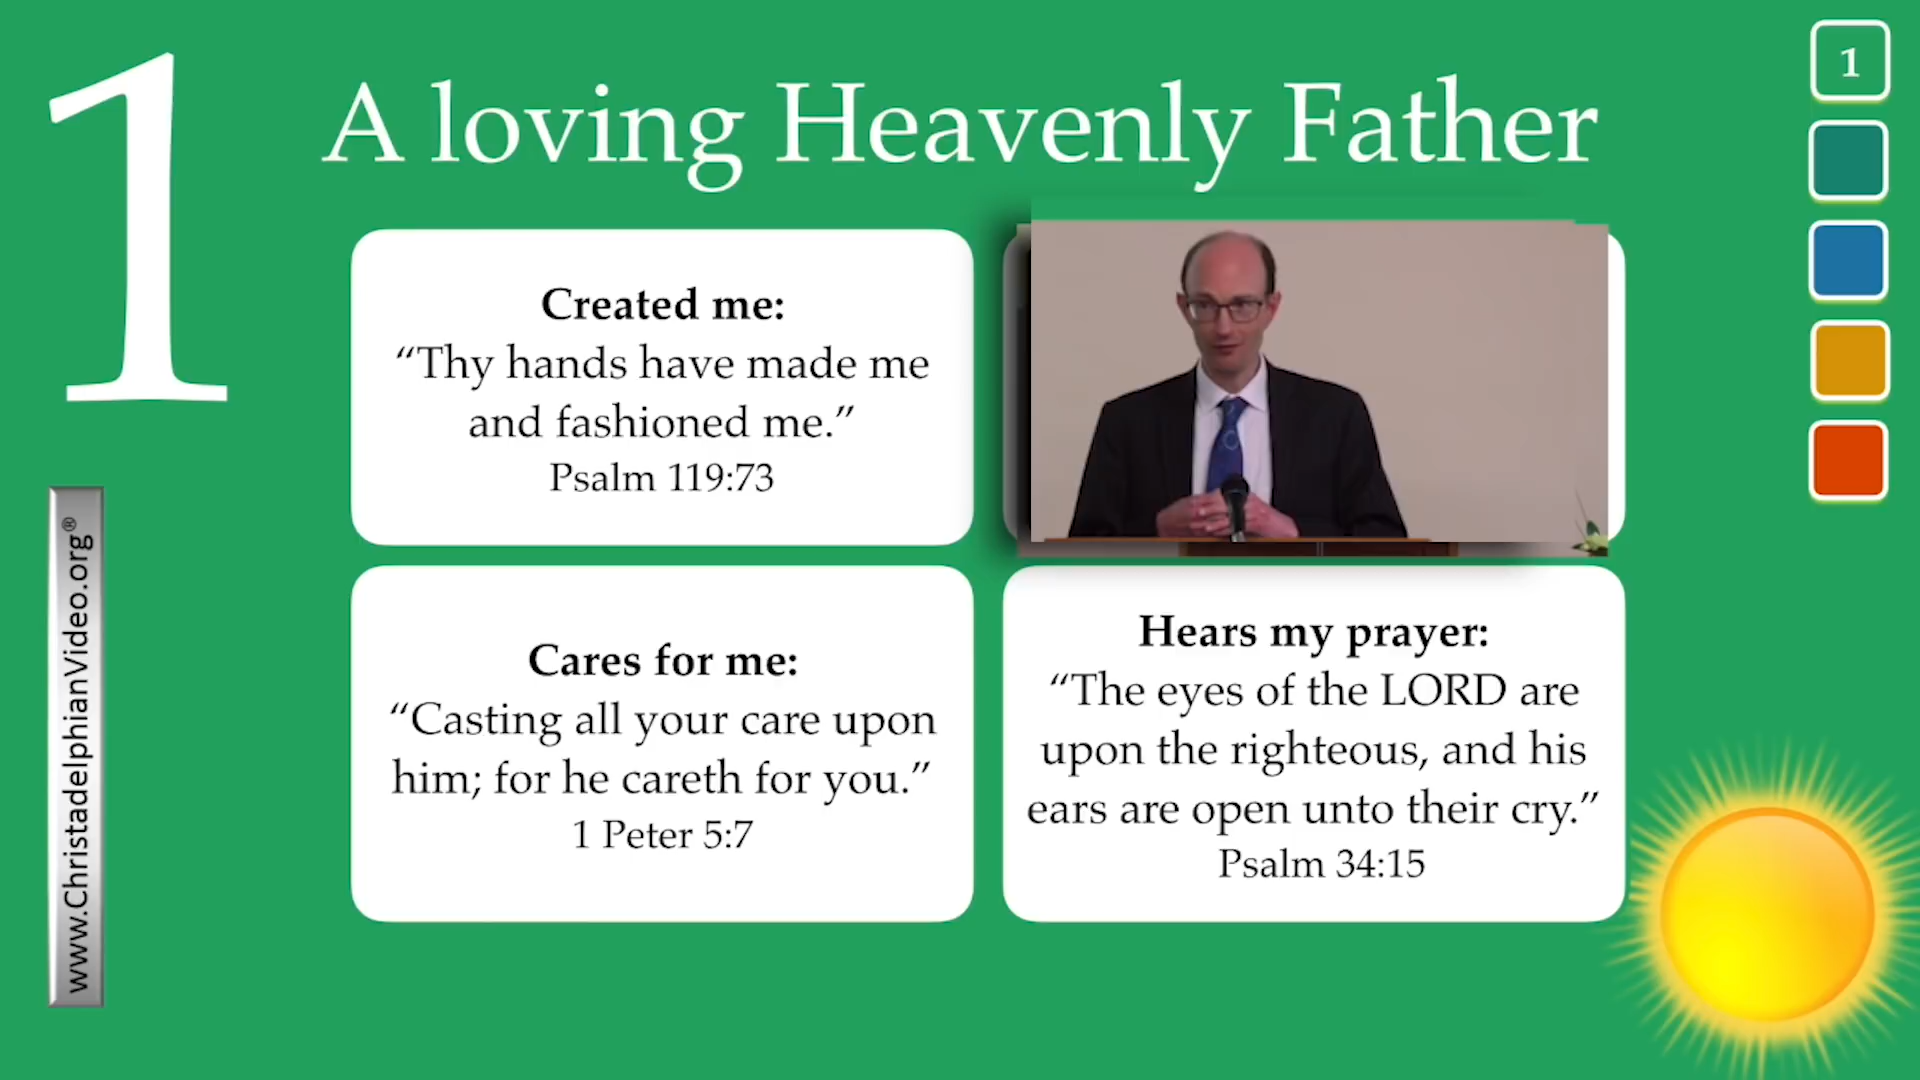 1
A loving Heavenly Father
1
Created me:
“Thy hands have made me
and fashioned me.”
Psalm 119:73
Cares for me:
“Casting all your care upon
him; for he careth for you.”
1 Peter 5:7
Hears my prayer:
“The eyes of the LORD are
upon the righteous, and his
ears are open unto their cry.”
Psalm 34:15
www.ChristadelphianVideo.org®